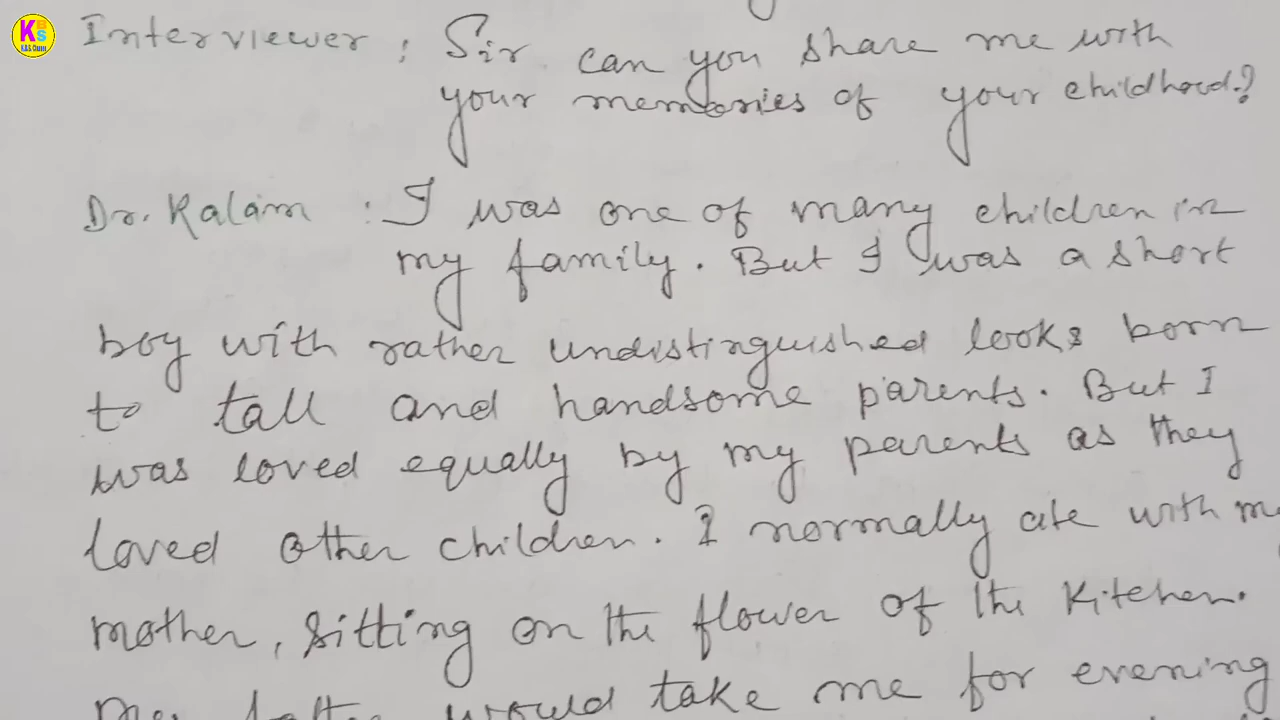 KBS
K&S Classes
Interviewer : Sir can you share me with
your memories of your childhood?
Dr. Kalam : I was one of many children in
my family. But I was a short
boy with rather undistinguished looks born
to tall and handsome parents. But I
was loved equally by my parents as they
loved other children. I normally ate with
mother, sitting on the flower of the kitchen.
would take me for evening